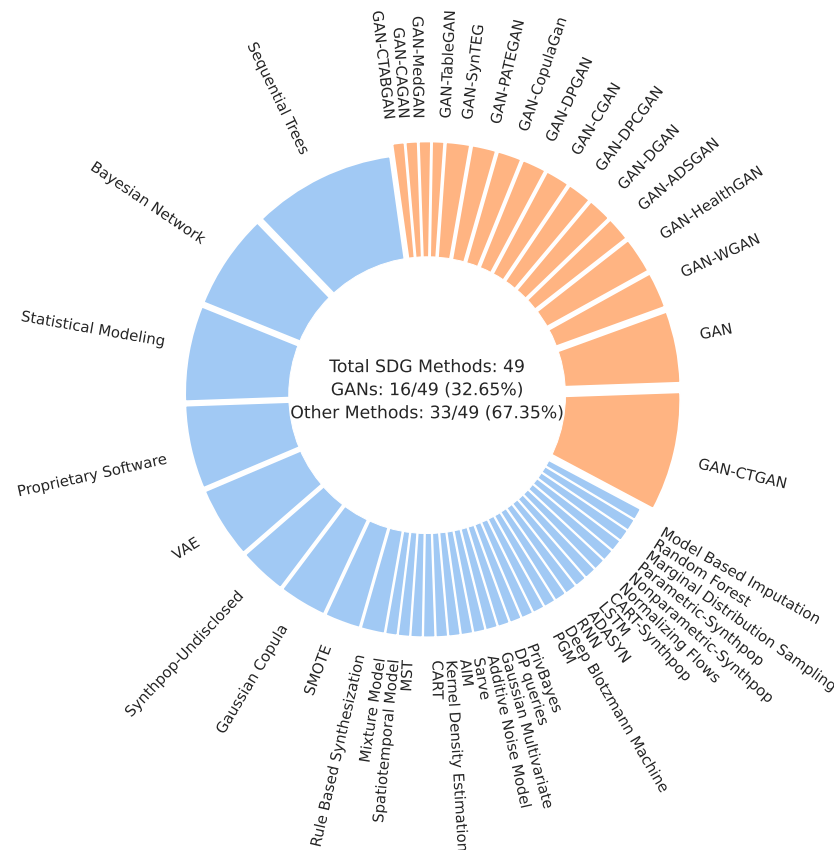 GAN-CTABGAN
GAN-CAGAN
GAN-MedGAN
GAN-TableGAN
GAN-SynTEG
GAN-PATEGAN
GAN-CopulaGan
GAN-DPGAN
GAN-CGAN
GAN-DPCGAN
GAN-DGAN
GAN-ADSGAN
GAN-HealthGAN
GAN-WGAN
GAN
GAN-CTGAN
Sequential Trees
Bayesian Network
Statistical Modeling
Proprietary Software
VAE
Synthpop-Undisclosed
Gaussian Copula
SMOTE
Rule Based Synthesization
Mixture Model
Spatiotemporal Model
MST
CART
Kernel Density Estimation
AIM
Sarve
Additive Noise Model
Gaussian Multivariate
DP queries
PrivBayes
PGM
Deep Blotzmann Machine
RNN
ADASYN
LSTM
CART-Synthpop
Normalizing Flows
Nonparametric-Synthpop
Parametric-Synthpop
Marginal Distribution Sampling
Random Forest
Model Based Imputation
Total SDG Methods: 49
GANs: 16/49 (32.65%)
Other Methods: 33/49 (67.35%)